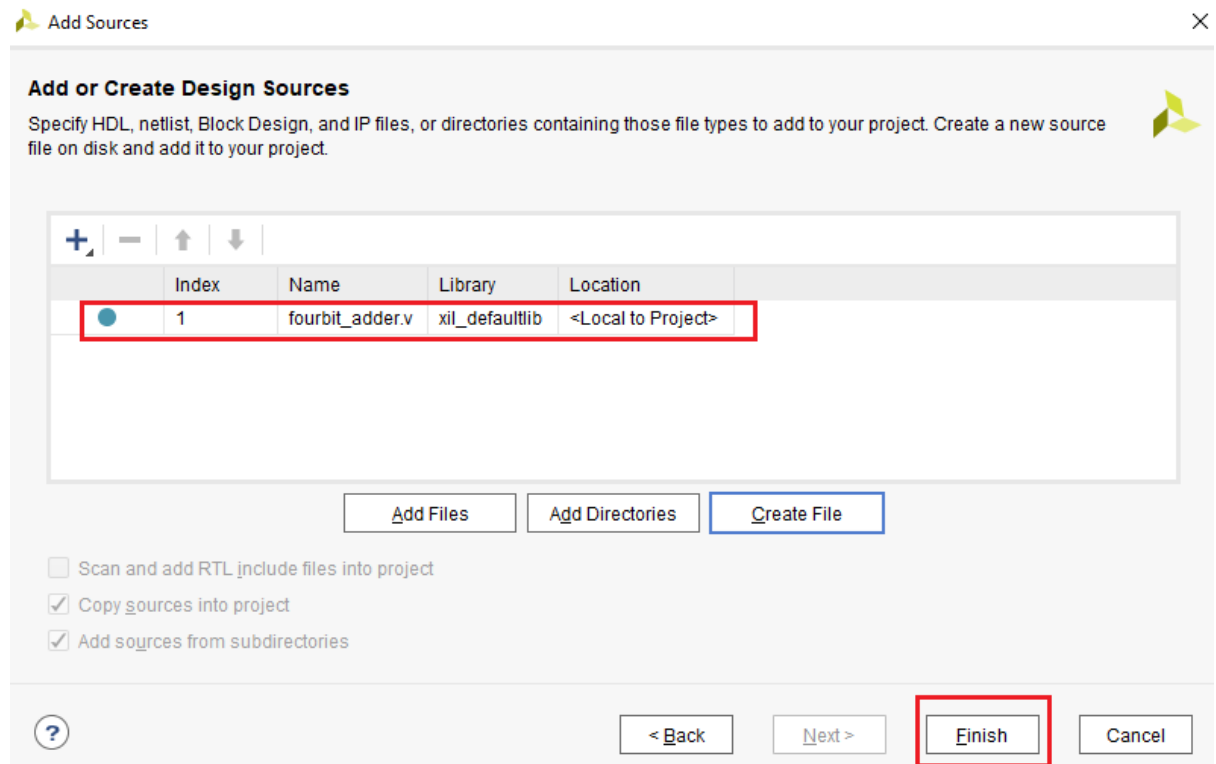 Add Sources
Add or Create Design Sources
Specify HDL, netlist, Block Design, and IP files, or directories containing those file types to add to your project. Create a new source
file on disk and add it to your project.
Index Name Library Location
1 fourbit_adder.v xil_defaultlib <Local to Project>
Add Files Add Directories Create File
Scan and add RTL include files into project
Copy sources into project
Add sources from subdirectories
? < Back Next > Finish Cancel